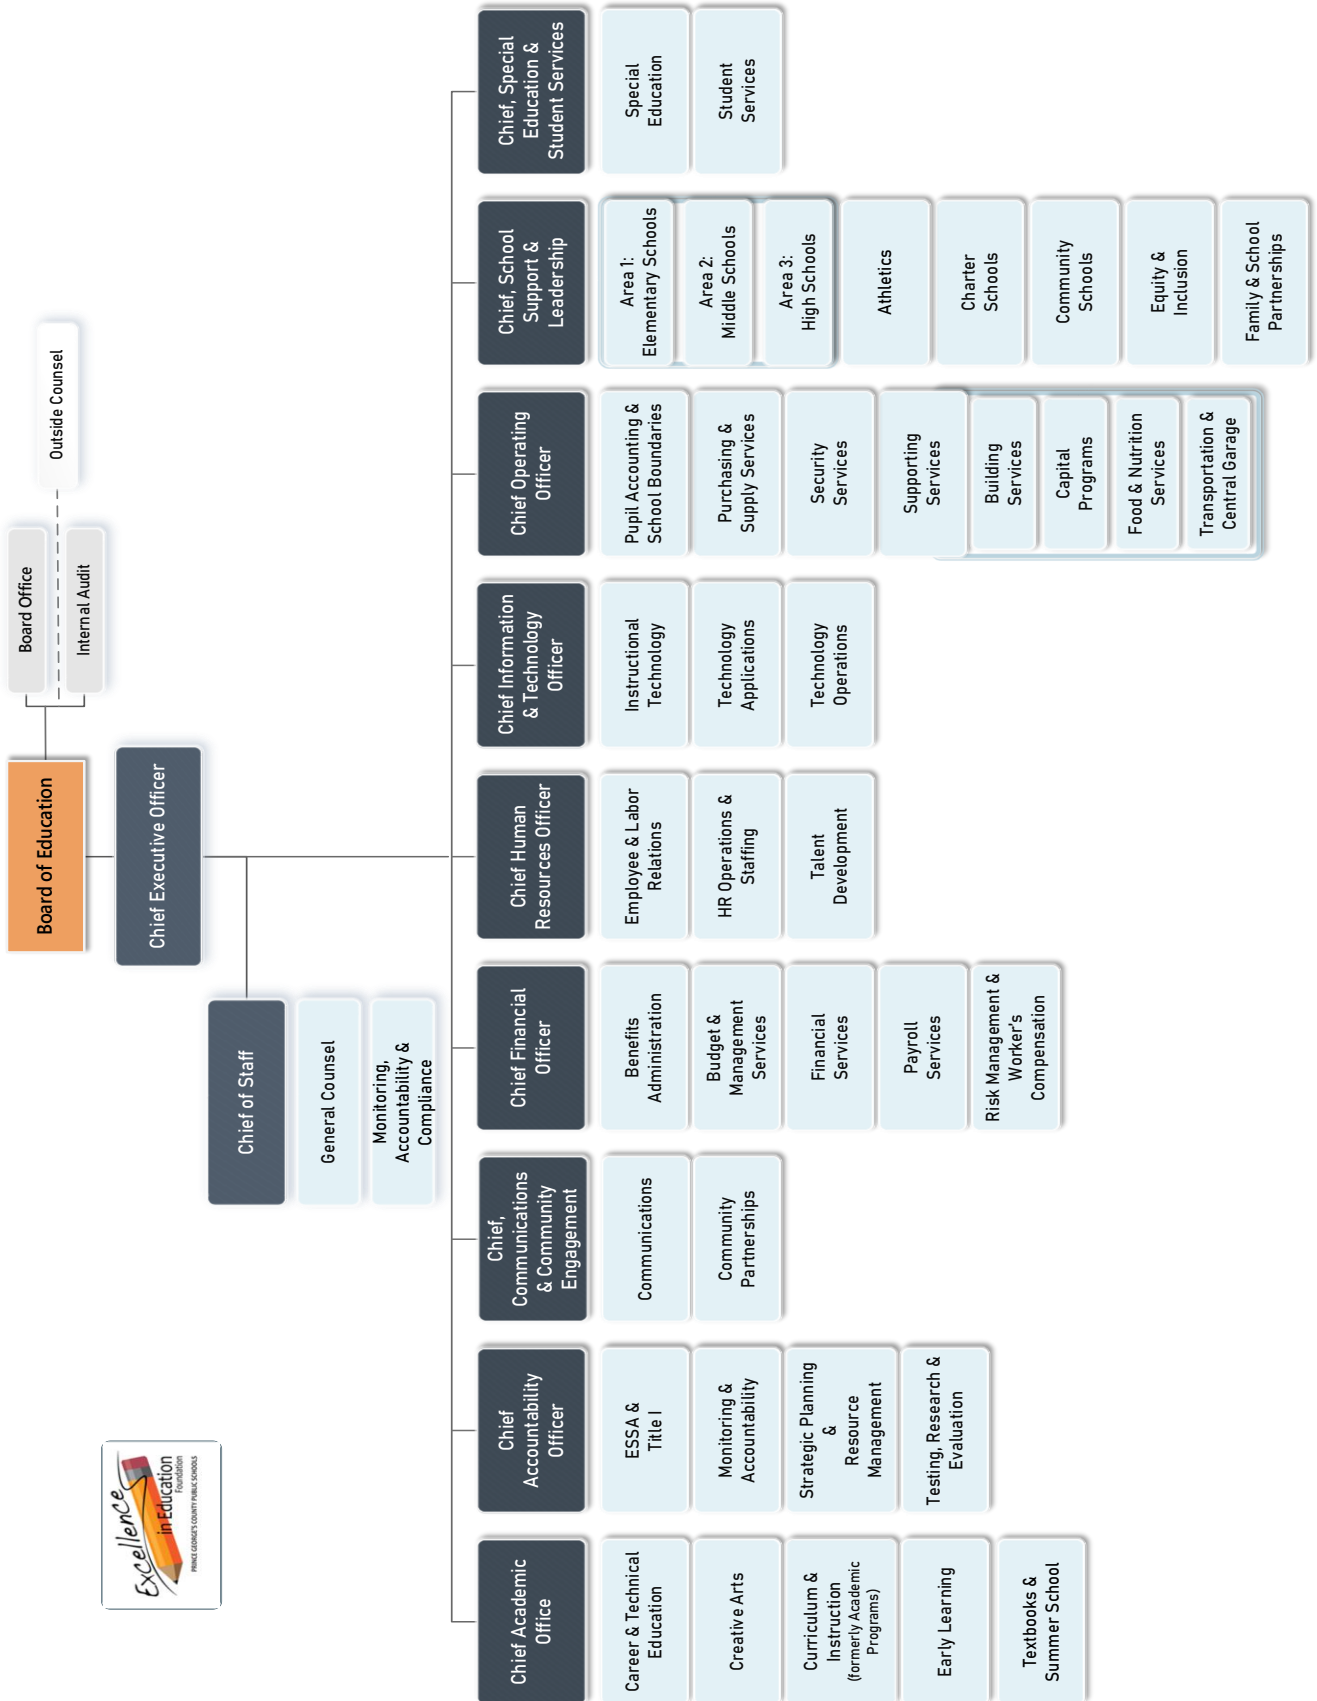 Board of Education
Board Office
Internal Audit
Outside Counsel
Chief Executive Officer
Chief of Staff
General Counsel
Monitoring,
Accountability &
Compliance
Excellence
in Education
Foundation
PRINCE GEORGE'S COUNTY PUBLIC SCHOOLS
Chief Academic
Office
Career & Technical
Education
Creative Arts
Curriculum &
Instruction
(formerly Academic
Programs)
Early Learning
Textbooks &
Summer School
Chief
Accountability
Officer
ESSA &
Title I
Monitoring &
Accountability
Strategic Planning
&
Resource
Management
Testing, Research &
Evaluation
Chief,
Communications
& Community
Engagement
Communications
Community
Partnerships
Chief Financial
Officer
Benefits
Administration
Budget &
Management
Services
Financial
Services
Payroll
Services
Risk Management &
Worker's
Compensation
Chief Human
Resources Officer
Employee & Labor
Relations
HR Operations &
Staffing
Talent
Development
Chief Information
& Technology
Officer
Instructional
Technology
Technology
Applications
Technology
Operations
Chief Operating
Officer
Pupil Accounting &
School Boundaries
Purchasing &
Supply Services
Security
Services
Supporting
Services
Building
Services
Capital
Programs
Food & Nutrition
Services
Transportation &
Central Garage
Chief, School
Support &
Leadership
Area 1:
Elementary Schools
Area 2:
Middle Schools
Area 3:
High Schools
Athletics
Charter
Schools
Community
Schools
Equity &
Inclusion
Family & School
Partnerships
Chief, Special
Education &
Student Services
Special
Education
Student
Services